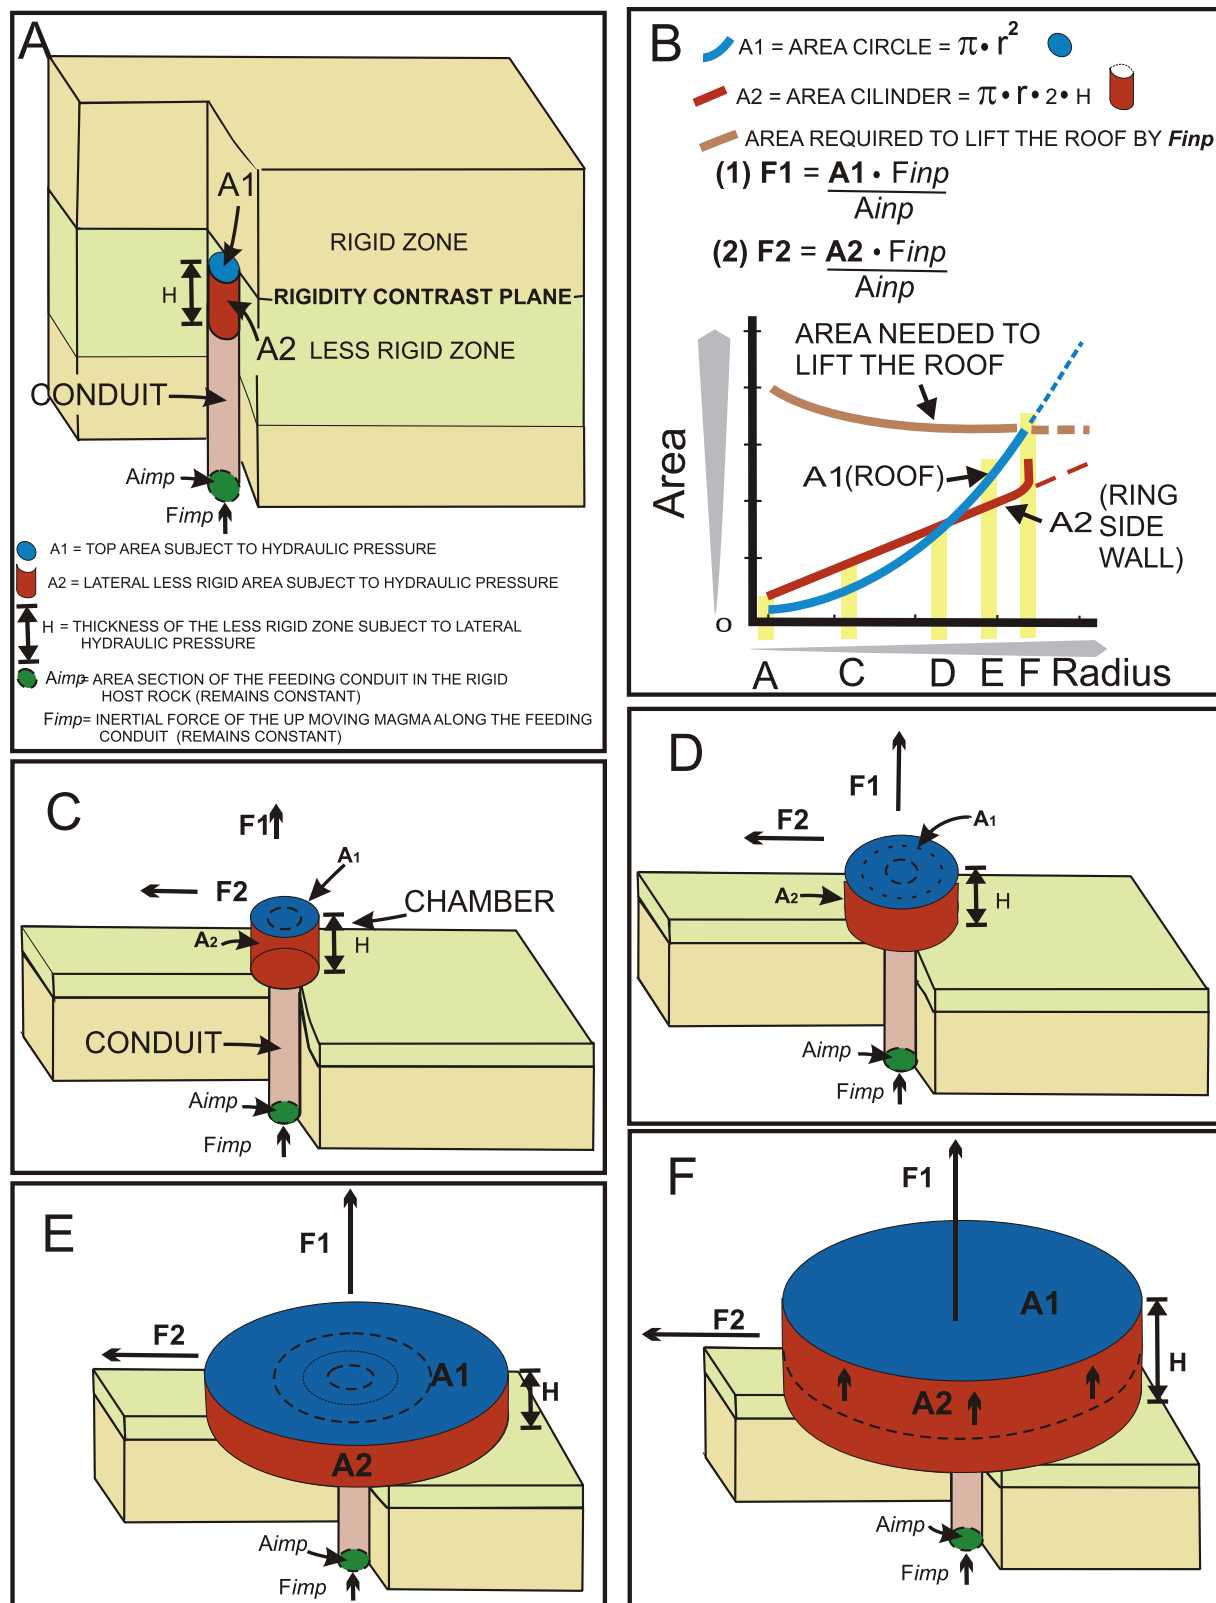 A
A1
RIGID ZONE
H
RIGIDITY CONTRAST PLANE
A2 LESS RIGID ZONE
CONDUIT
Aimp
Fimp
A1 = TOP AREA SUBJECT TO HYDRAULIC PRESSURE
A2 = LATERAL LESS RIGID AREA SUBJECT TO HYDRAULIC PRESSURE
H = THICKNESS OF THE LESS RIGID ZONE SUBJECT TO LATERAL
HYDRAULIC PRESSURE
Aimp= AREA SECTION OF THE FEEDING CONDUIT IN THE RIGID
HOST ROCK (REMAINS CONSTANT)
Fimp= INERTIAL FORCE OF THE UP MOVING MAGMA ALONG THE FEEDING
CONDUIT (REMAINS CONSTANT)
B
A1 = AREA CIRCLE = π• r²
A2 = AREA CILINDER = π• r• 2• H
AREA REQUIRED TO LIFT THE ROOF BY Finp
(1) F1 = A1 • Finp
Ainp
(2) F2 = A2 • Finp
Ainp
AREA NEEDED TO
LIFT THE ROOF
A1(ROOF)
A2 (RING
SIDE
WALL)
Area
0
A C D E F Radius
C
F1
A1
F2
CHAMBER
A2
H
CONDUIT
Aimp
Fimp
D
F1
F2
A1
A2
H
Aimp
Fimp
E
F1
F2
A1
H
A2
Aimp
Fimp
F
F1
A1
F2
H
A2
Aimp
Fimp